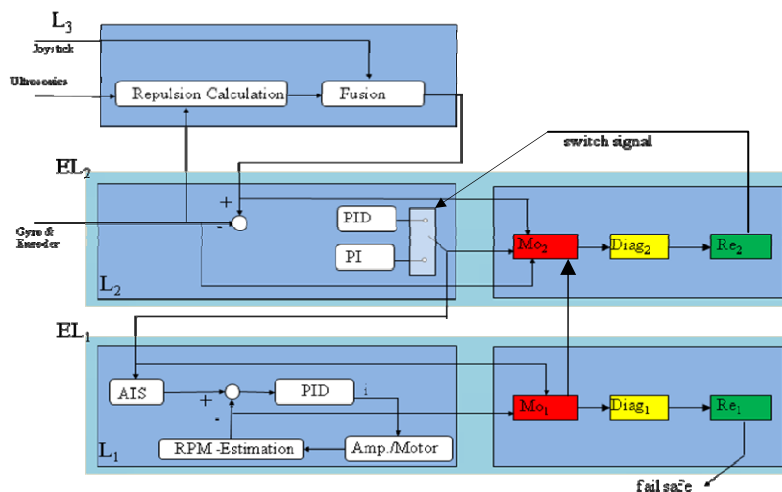 L3
Joystick
Ultrasonics
Repulsion Calculation
Fusion
switch signal
EL2
+
-
PID
Gyro &
Encoder
PI
Mo2
Diag2
Re2
L2
EL1
AIS
+
PID
i
-
Mo1
Diag1
Re1
RPM -Estimation
Amp./Motor
L1
fail safe